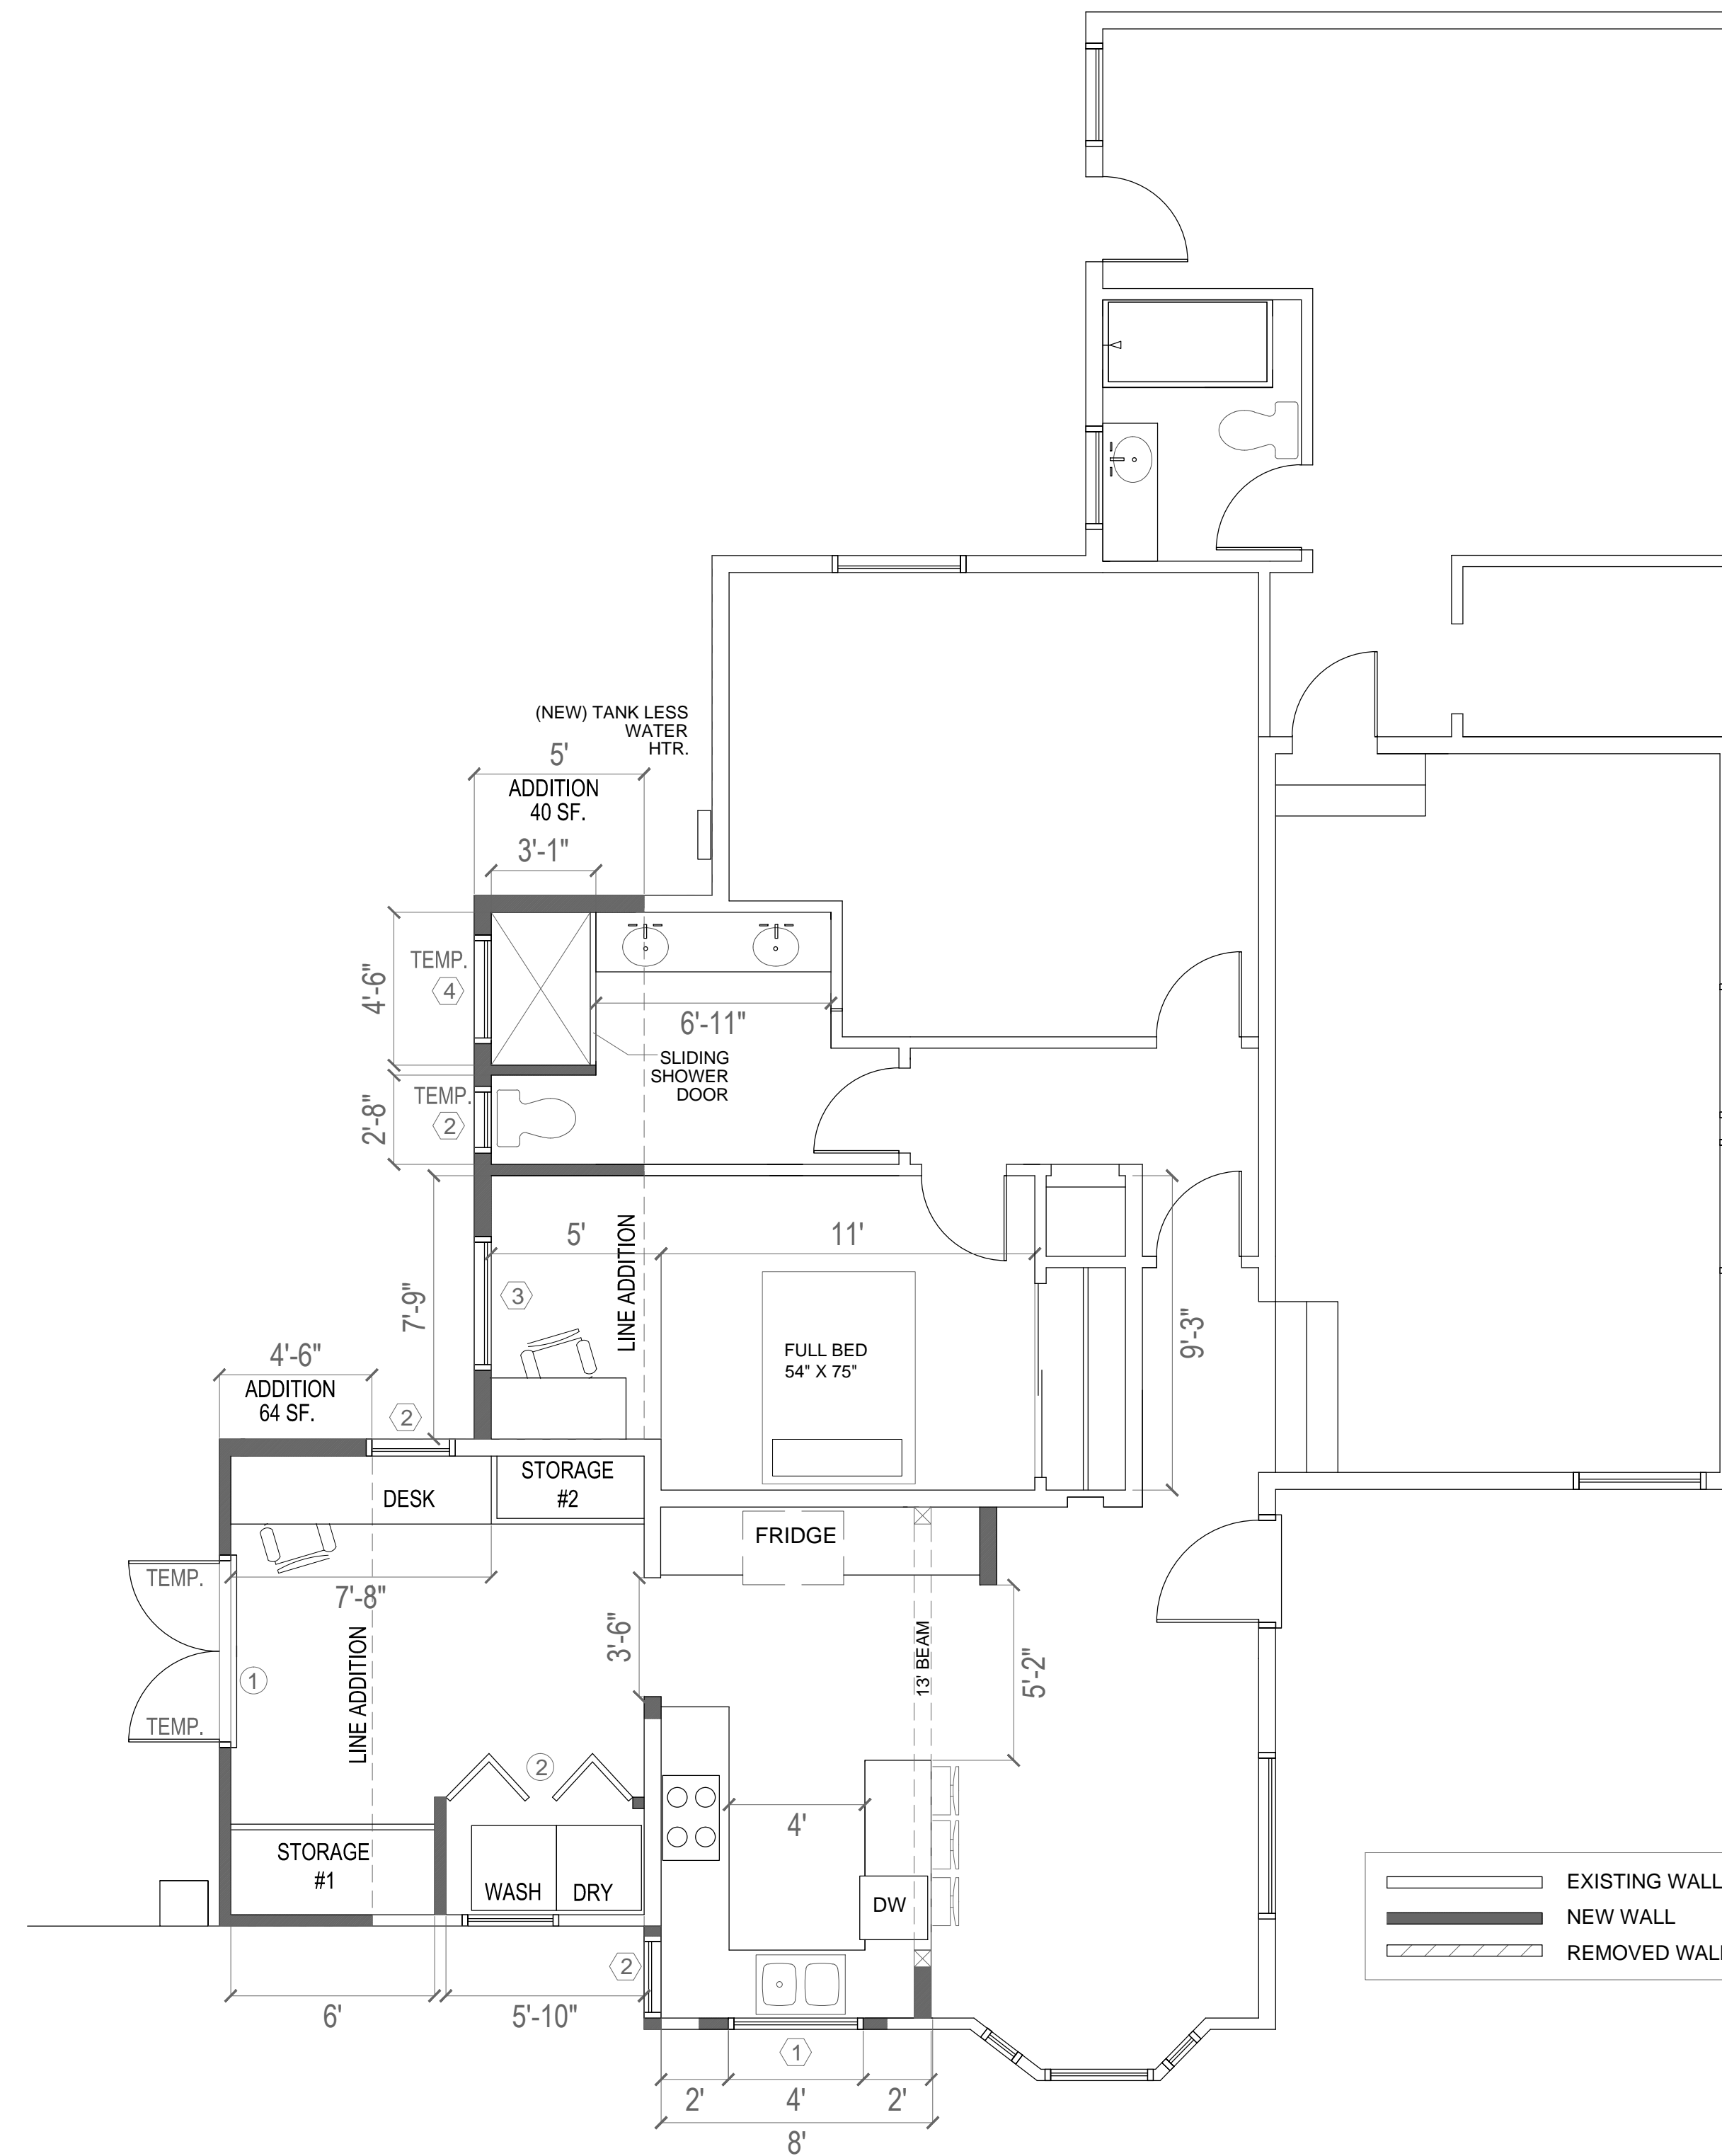 (NEW) TANK LESS
WATER
HTR.
5'
ADDITION
40 SF.
3'-1"
4'-6"
TEMP.
4
6'-11"
SLIDING
SHOWER
DOOR
2'-8"
TEMP.
2
5'
11'
LINE ADDITION
7'-9"
3
FULL BED
54" X 75"
9'-3"
4'-6"
ADDITION
64 SF.
2
DESK
STORAGE
#2
FRIDGE
TEMP.
7'-8"
3'-6"
13' BEAM
5'-2"
LINE ADDITION
1
TEMP.
2
4'
STORAGE
#1
WASH
DRY
DW
EXISTING WALL
NEW WALL
REMOVED WALL
2
6'
5'-10"
1
2'
4'
2'
8'